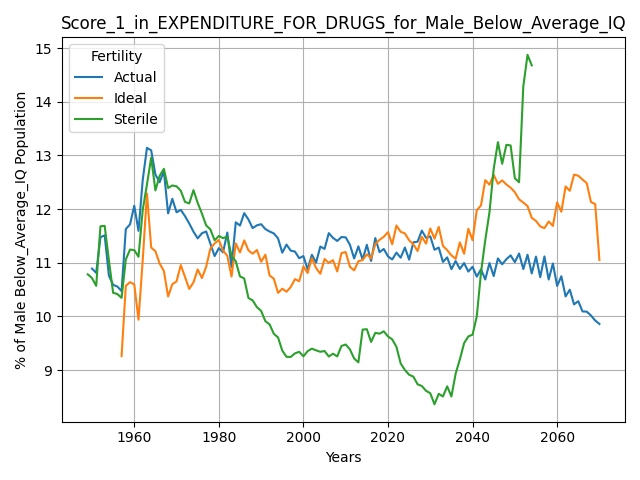 Score_1_in_EXPENDITURE_FOR_DRUGS_for_Male_Below_Average_IQ
15
14
13
12
11
10
9
% of Male Below_Average_IQ Population
Fertility
Actual
Ideal
Sterile
1960 1980 2000 2020 2040 2060
Years